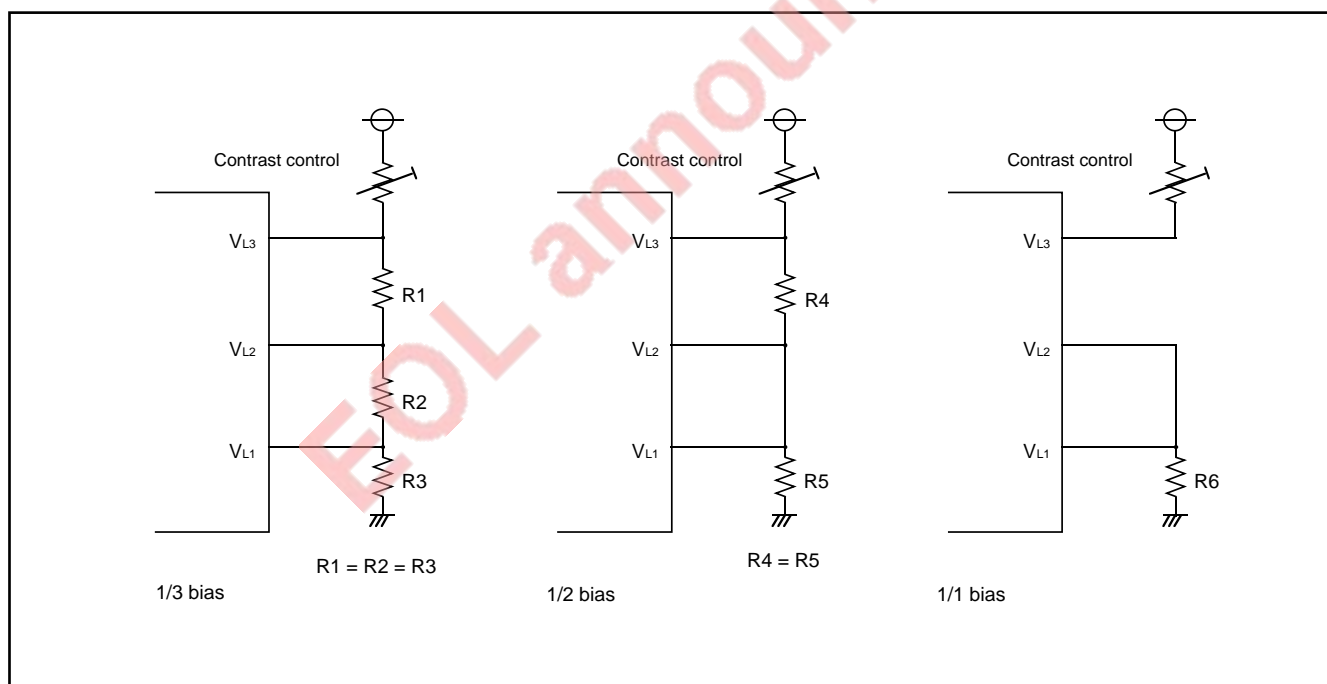 EOL announ
Contrast control
VL3
R1
VL2
R2
VL1
R3
R1 = R2 = R3
1/3 bias
Contrast control
VL3
R4
VL2
VL1
R5
R4 = R5
1/2 bias
Contrast control
VL3
VL2
VL1
R6
1/1 bias